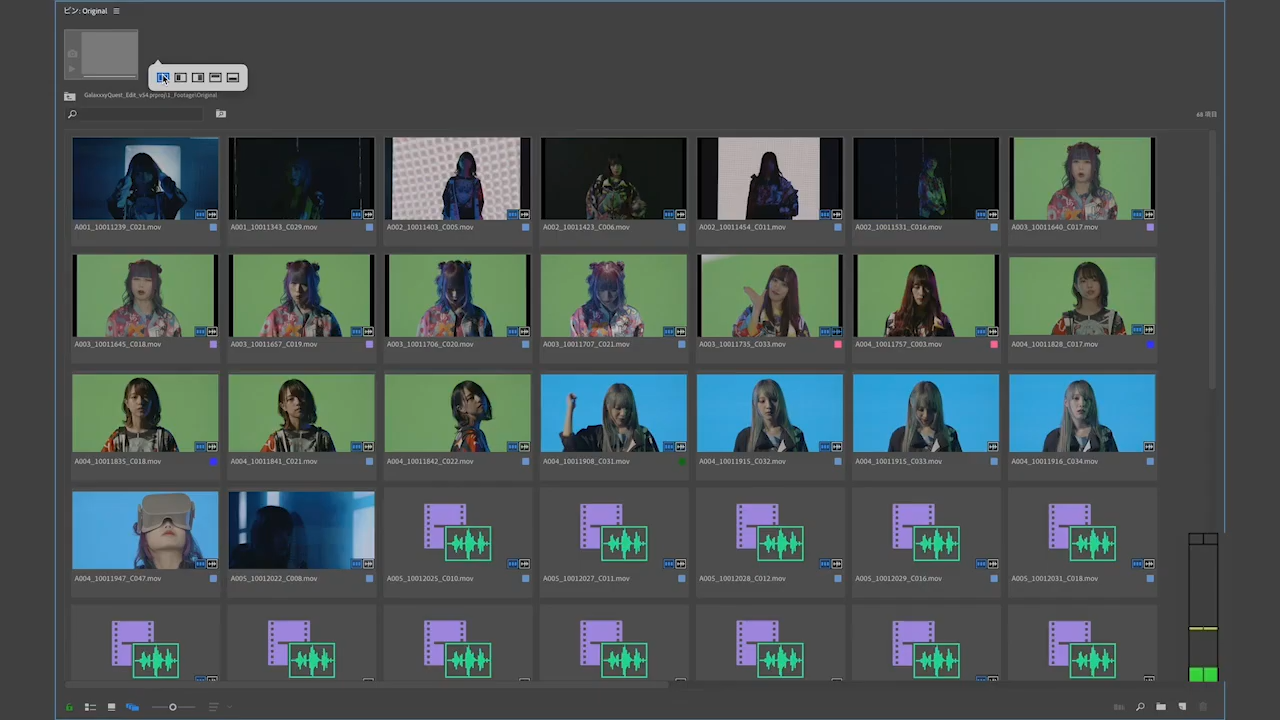 ビン: Original
GalaxxyQuest_Edit_v54.prproj\1_Footage\Original
48 項目
A001_10011239_C021.mov
A001_10011343_C029.mov
A002_10011403_C005.mov
A002_10011423_C006.mov
A002_10011454_C011.mov
A002_10011531_C016.mov
A003_10011640_C017.mov
A003_10011645_C018.mov
A003_10011657_C019.mov
A003_10011706_C020.mov
A003_10011707_C021.mov
A003_10011735_C033.mov
A004_10011757_C003.mov
A004_10011828_C017.mov
A004_10011835_C018.mov
A004_10011841_C021.mov
A004_10011842_C022.mov
A004_10011908_C031.mov
A004_10011915_C032.mov
A004_10011915_C033.mov
A004_10011916_C034.mov
A004_10011947_C047.mov
A005_10012022_C008.mov
A005_10012025_C010.mov
A005_10012027_C011.mov
A005_10012028_C012.mov
A005_10012029_C016.mov
A005_10012031_C018.mov